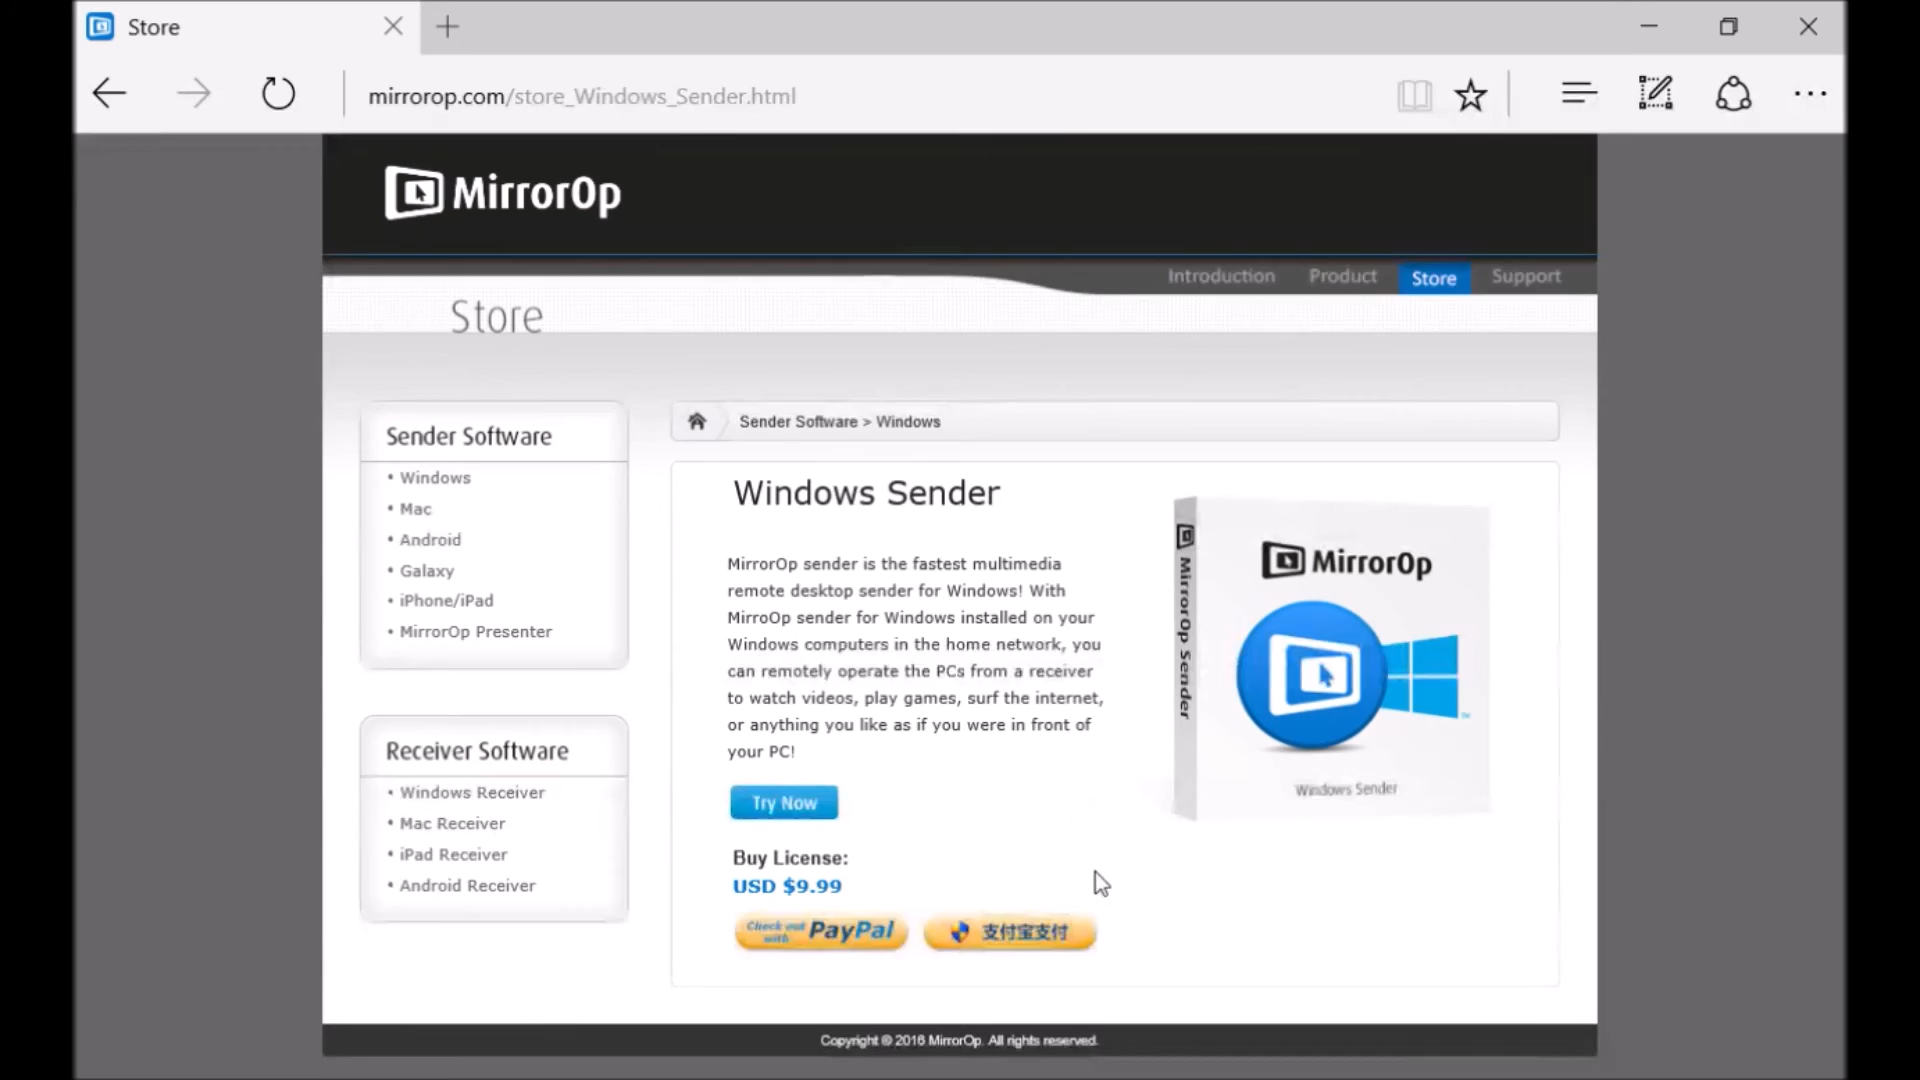 Store
mirrorop.com/store_Windows_Sender.html
MirrorOp
Introduction Product Store Support
Store
Sender Software
• Windows
• Mac
• Android
• Galaxy
• iPhone/iPad
• MirrorOp Presenter
Receiver Software
• Windows Receiver
• Mac Receiver
• iPad Receiver
• Android Receiver
Sender Software > Windows
Windows Sender
MirrorOp sender is the fastest multimedia
remote desktop sender for Windows! With
MirroOp sender for Windows installed on your
Windows computers in the home network, you
can remotely operate the PCs from a receiver
to watch videos, play games, surf the internet,
or anything you like as if you were in front of
your PC!
Try Now
Buy License:
USD $9.99
Check out with PayPal
支付宝支付
MirrorOp Sender
MirrorOp
Windows Sender
Copyright © 2016 MirrorOp. All rights reserved.